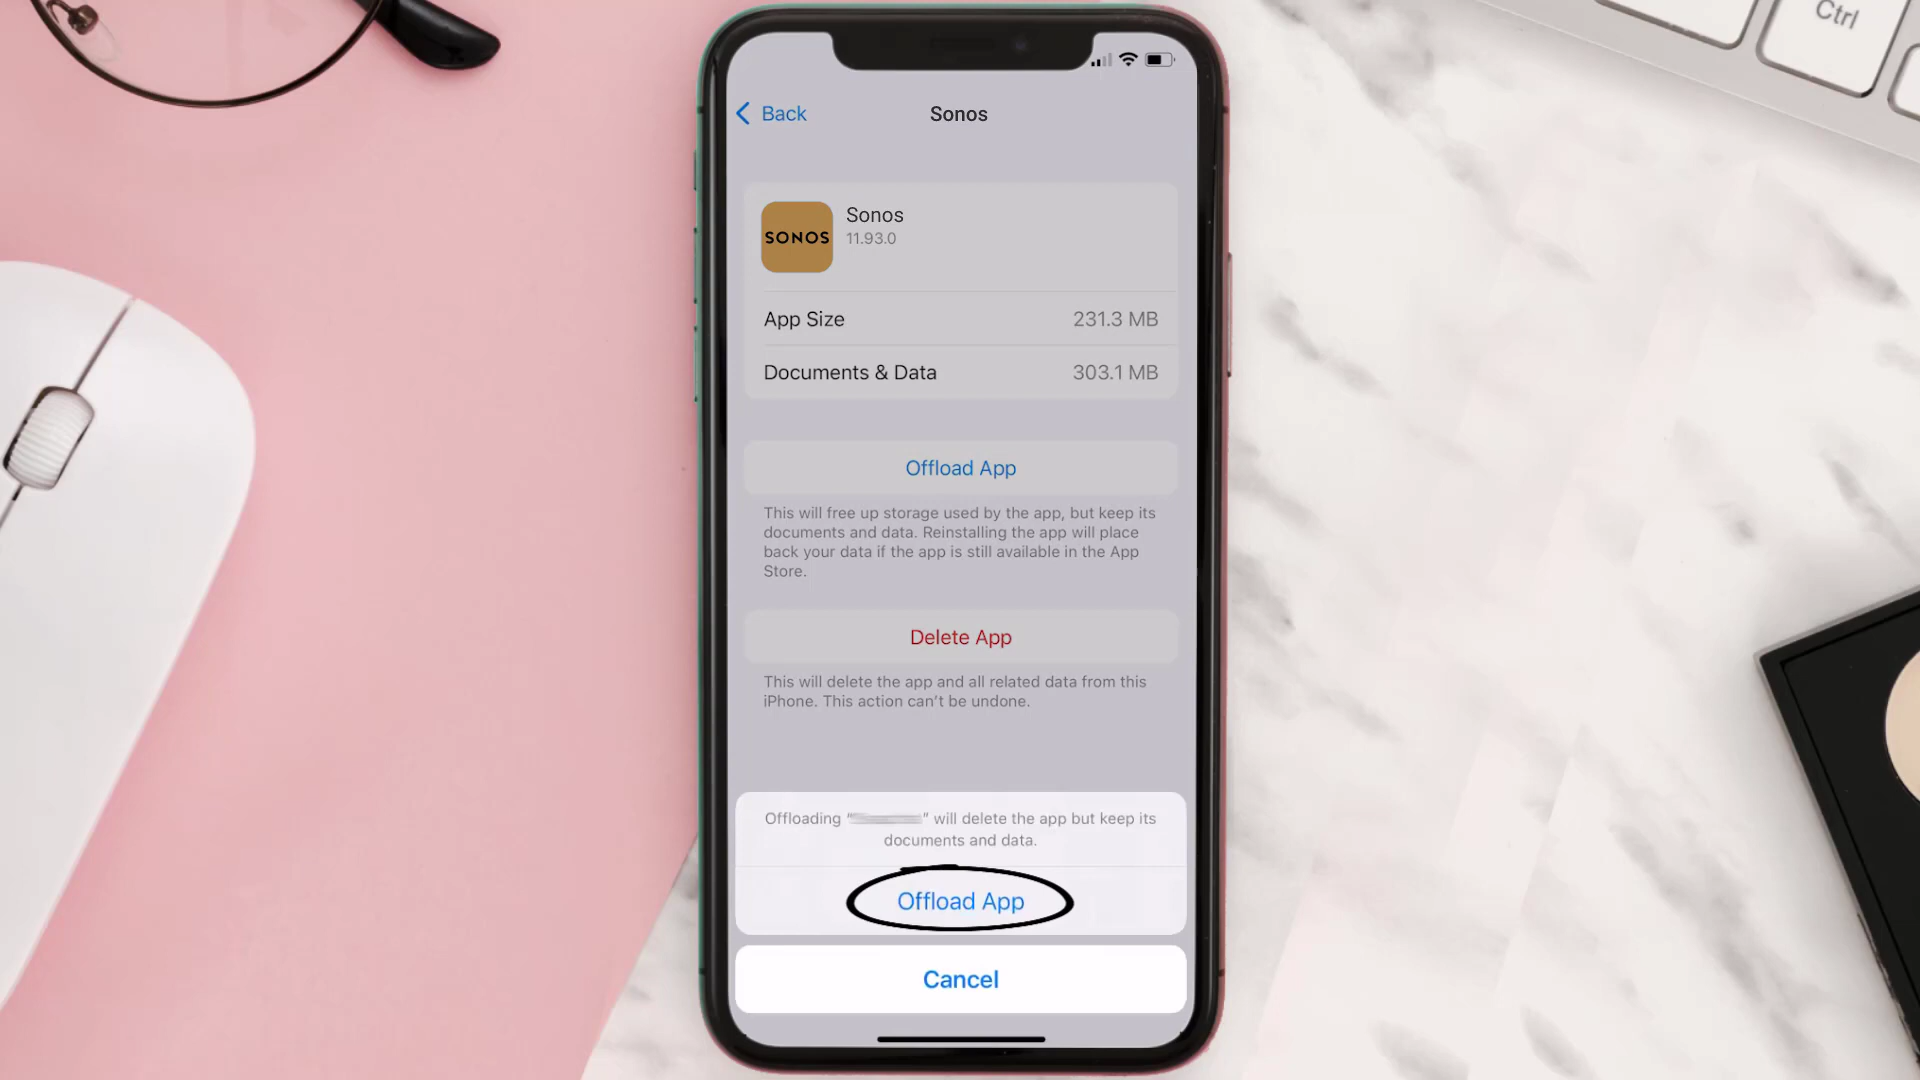 Ctrl
Back
Sonos
SONOS
Sonos
11.93.0
App Size
231.3 MB
Documents & Data
303.1 MB
Offload App
This will free up storage used by the app, but keep its
documents and data. Reinstalling the app will place
back your data if the app is still available in the App
Store.
Delete App
This will delete the app and all related data from this
iPhone. This action can't be undone.
Offloading "" will delete the app but keep its
documents and data.
Offload App
Cancel